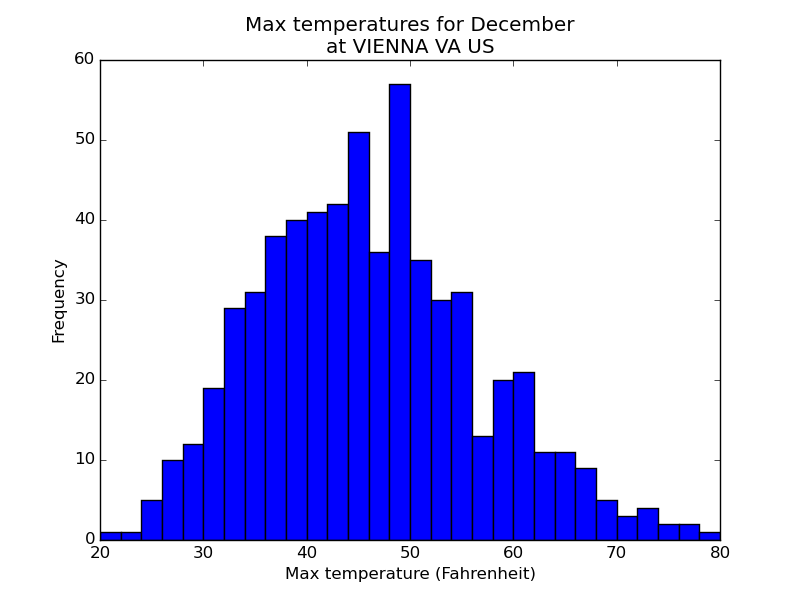 Max temperatures for December
at VIENNA VA US
60
50
40
30
20
10
0
Frequency
20 30 40 50 60 70 80
Max temperature (Fahrenheit)